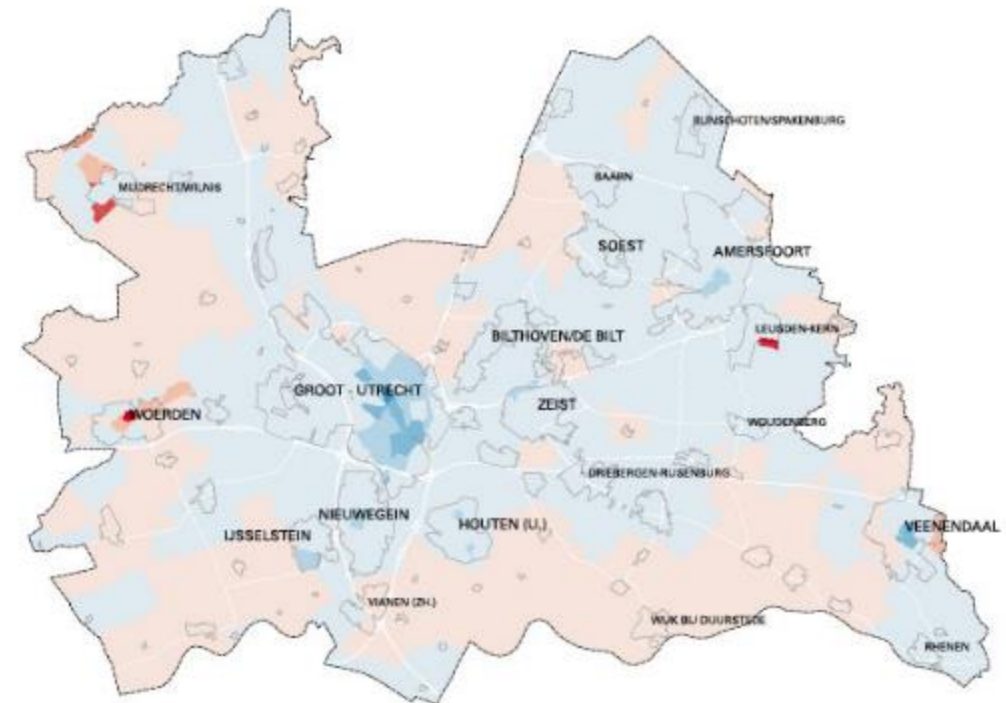 BUNSCHOTEN/SPAKENBURG
MIJDRECHT/WILNIS
BAARN
SOEST
AMERSFOORT
BILTHOVEN/DE BILT
LEUSDEN-KERN
GROOT - UTRECHT
ZEIST
WOERDEN
WOUDENBERG
DRIEBERGEN-RIJSENBURG
NIEUWEGEIN
HOUTEN (U.)
VEENENDAAL
IJSSELSTEIN
VIANEN (ZH.)
WIJK BIJ DUURSTEDE
RHENEN